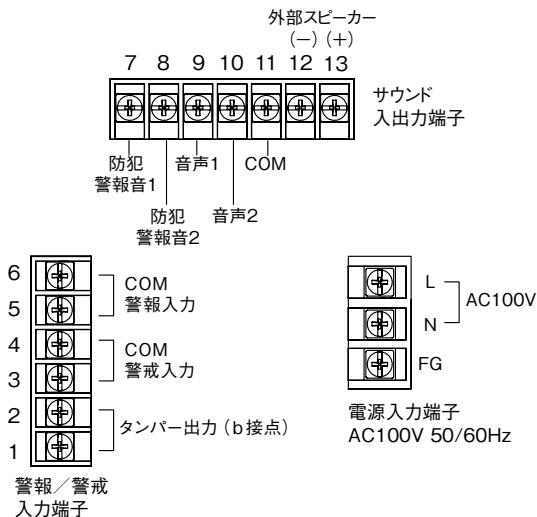 外部スピーカー
(－) (＋)
7 8 9 10 11 12 13
サウンド
入出力端子
防犯
警報音1
音声1
COM
防犯
警報音2
音声2
6
COM
5
警報入力
4
COM
3
警戒入力
2
タンパー出力 (b接点)
1
警報／警戒
入力端子
L
AC100V
N
FG
電源入力端子
AC100V 50/60Hz